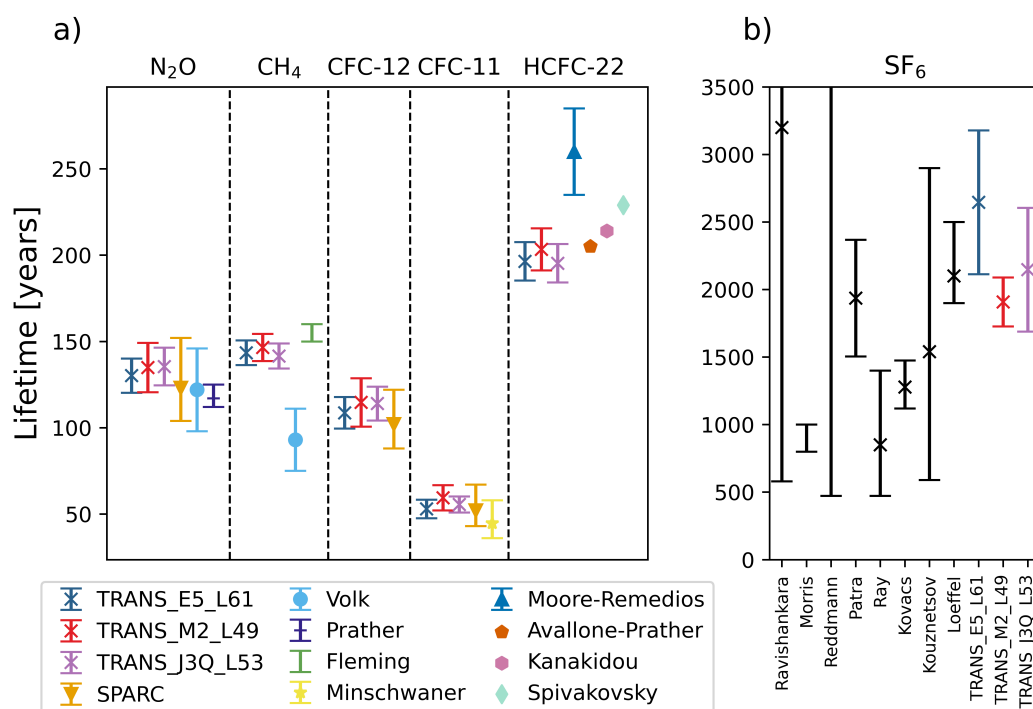 a)
b)
N₂O CH₄ CFC-12 CFC-11 HCFC-22
SF₆
Lifetime [years]
250
200
150
100
50
3500
3000
2500
2000
1500
1000
500
0
Ravishankara
Morris
Reddmann
Patra
Ray
Kovacs
Kouznetsov
Loeffel
TRANS_E5_L61
TRANS_M2_L49
TRANS_J3Q_L53
TRANS_E5_L61
TRANS_M2_L49
TRANS_J3Q_L53
SPARC
Volk
Prather
Fleming
Minschwaner
Moore-Remedios
Avallone-Prather
Kanakidou
Spivakovsky